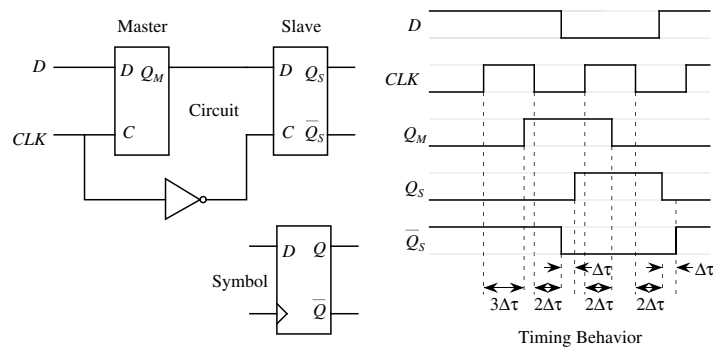 Master
Slave
D
D Q_M
D Q_S
Circuit
CLK
C
C Q̅_S
D Q
Symbol
Q̅
D
CLK
Q_M
Q_S
Q̅_S
Δτ
Δτ
3Δτ
2Δτ
2Δτ
2Δτ
Timing Behavior